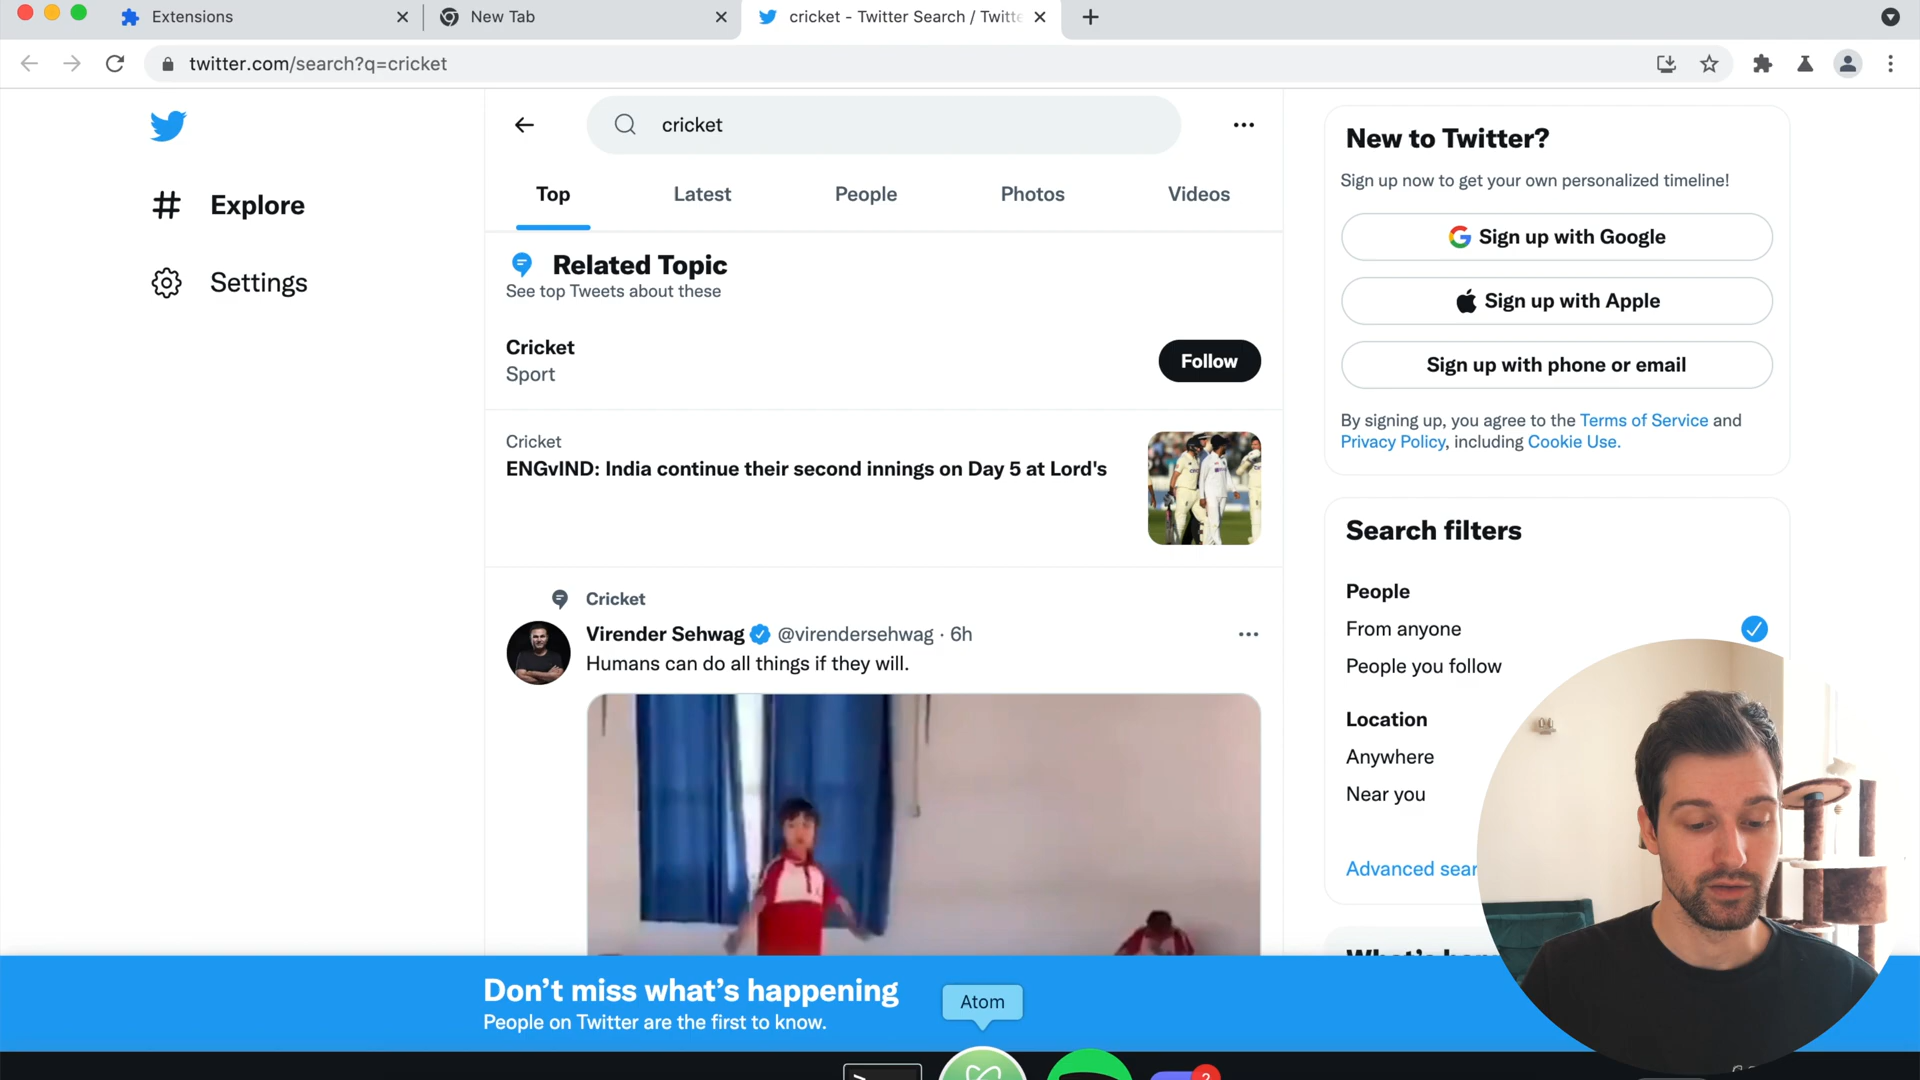 Extensions
New Tab
cricket - Twitter Search / Twitte
twitter.com/search?q=cricket
cricket
Top
Latest
People
Photos
Videos
Explore
Settings
Related Topic
See top Tweets about these
Cricket
Sport
Follow
Cricket
ENGvIND: India continue their second innings on Day 5 at Lord's
Cricket
Virender Sehwag @virendersehwag · 6h
Humans can do all things if they will.
New to Twitter?
Sign up now to get your own personalized timeline!
Sign up with Google
Sign up with Apple
Sign up with phone or email
By signing up, you agree to the Terms of Service and
Privacy Policy, including Cookie Use.
Search filters
People
From anyone
People you follow
Location
Anywhere
Near you
Advanced sear
Don't miss what's happening
People on Twitter are the first to know.
Atom
2